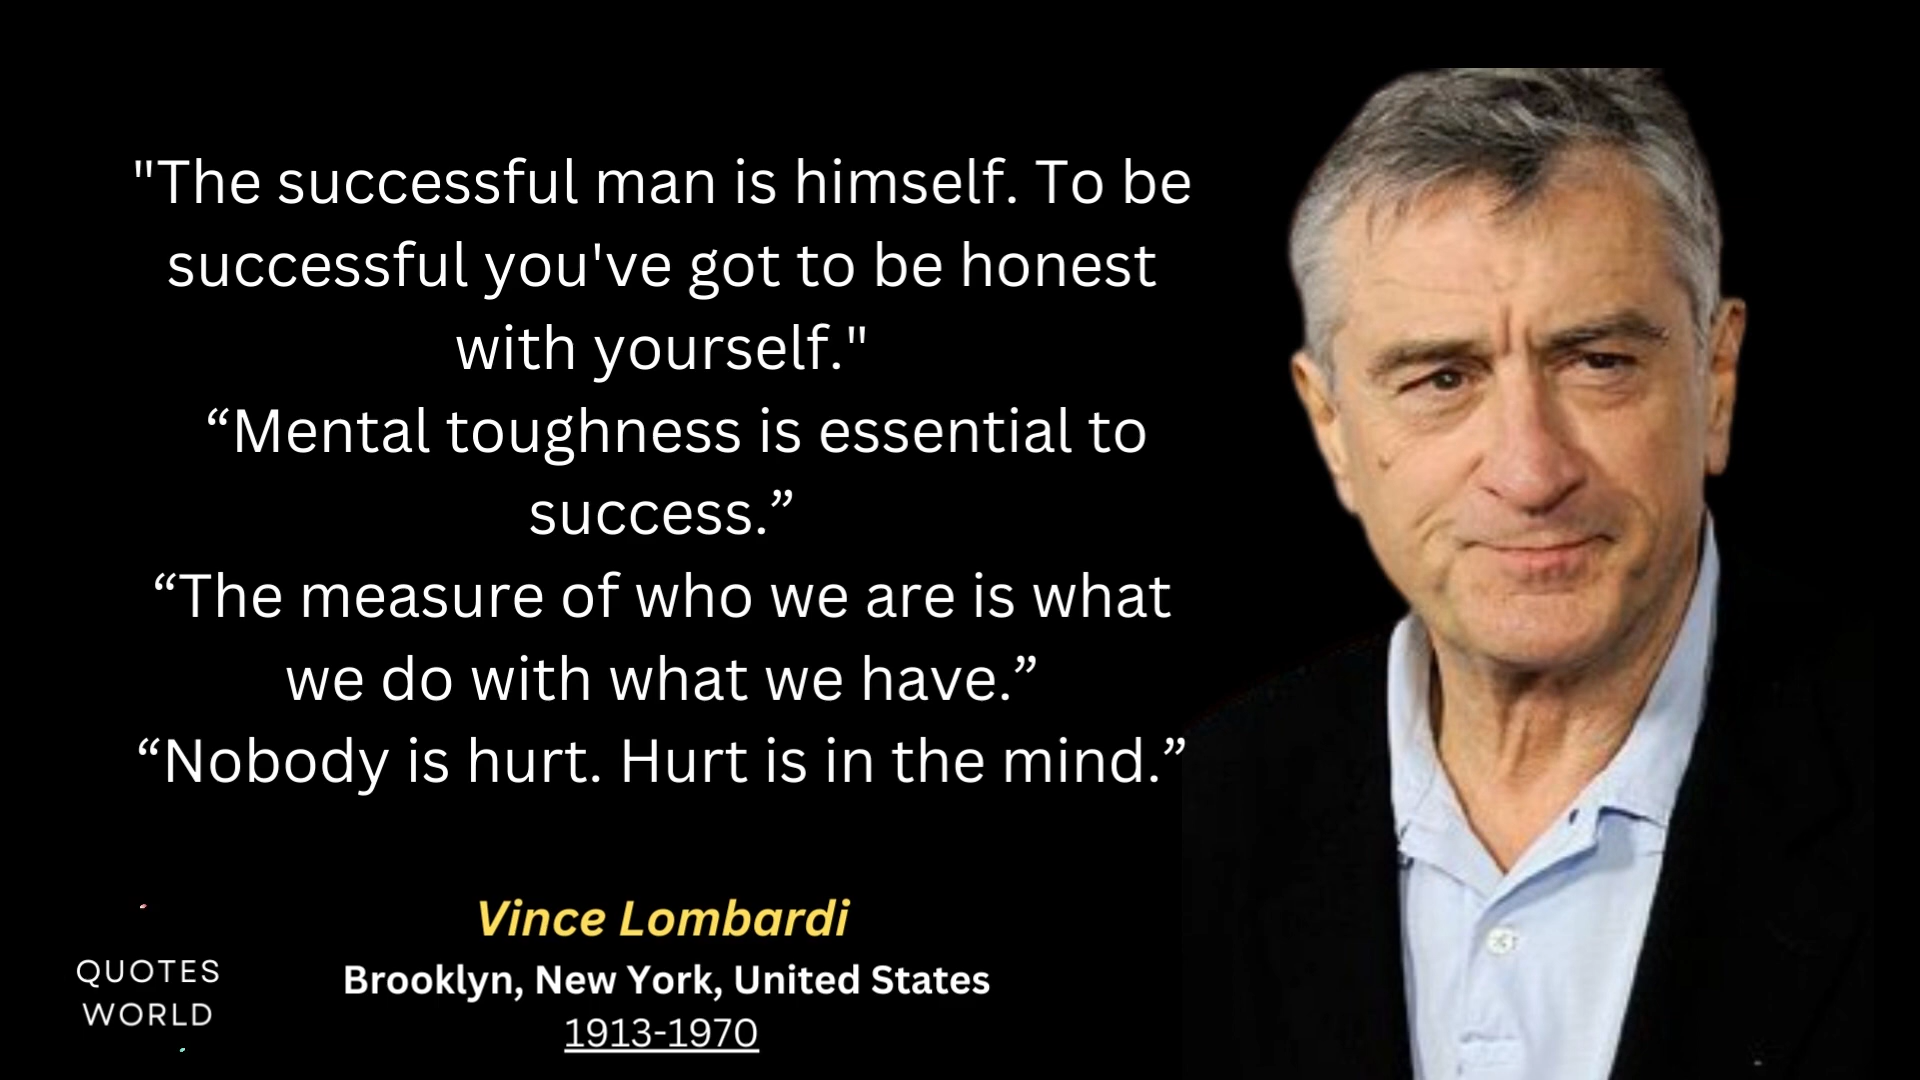 "The successful man is himself. To be
successful you've got to be honest
with yourself."
“Mental toughness is essential to
success.”
“The measure of who we are is what
we do with what we have.”
“Nobody is hurt. Hurt is in the mind.”
Vince Lombardi
Brooklyn, New York, United States
1913-1970
QUOTES
WORLD